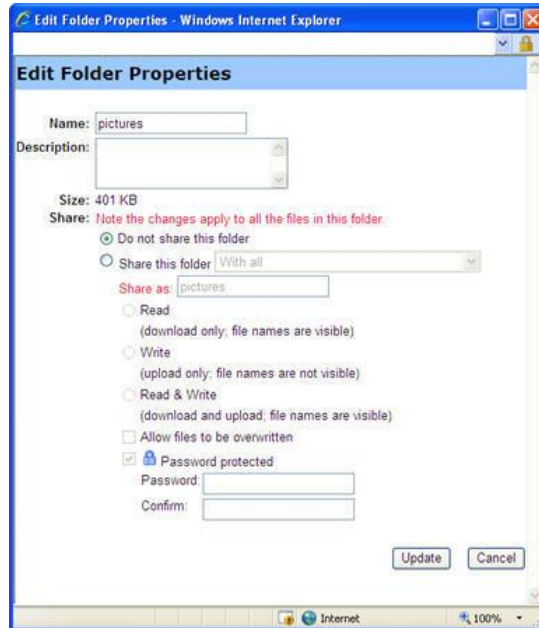 Edit Folder Properties - Windows Internet Explorer
Edit Folder Properties
Name: pictures
Description:
Size: 401 KB
Share: Note the changes apply to all the files in this folder.
Do not share this folder
Share this folder With all
Share as: pictures
Read
(download only; file names are visible)
Write
(upload only; file names are not visible)
Read & Write
(download and upload; file names are visible)
Allow files to be overwritten
Password protected
Password:
Confirm:
Update Cancel
Internet 100%